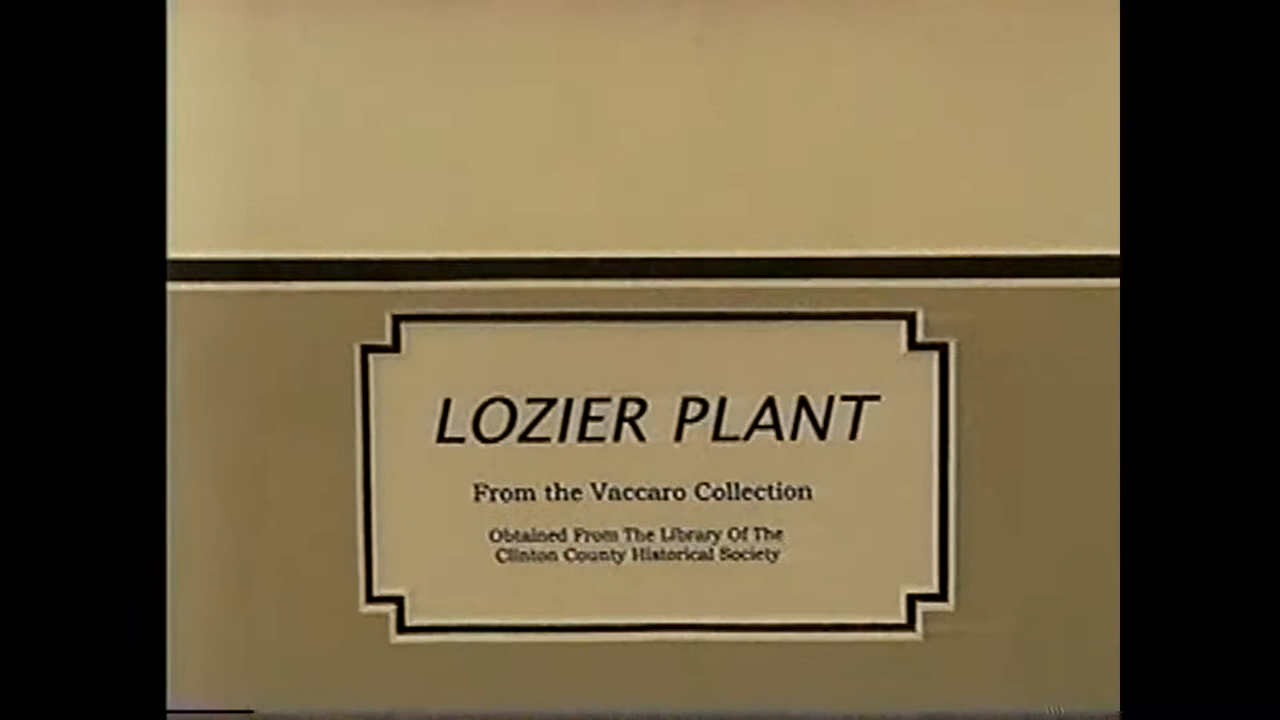 LOZIER PLANT
From the Vaccaro Collection
Obtained From The Library Of The
Clinton County Historical Society